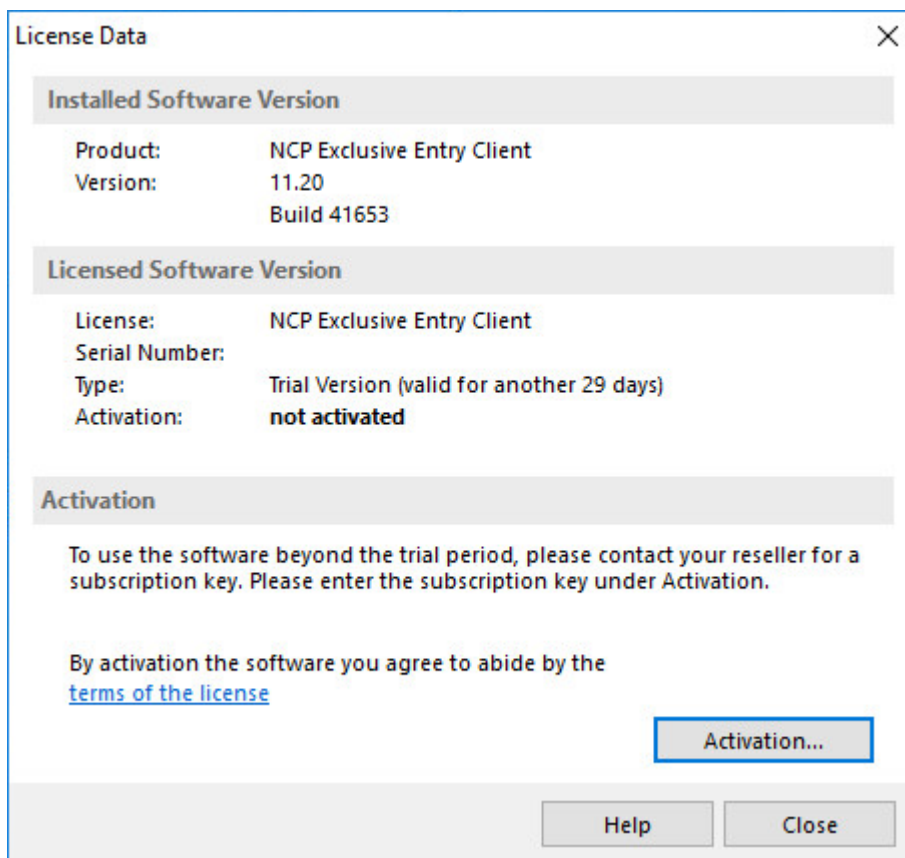 License Data
Installed Software Version
Product: NCP Exclusive Entry Client
Version: 11.20
Build 41653
Licensed Software Version
License: NCP Exclusive Entry Client
Serial Number:
Type: Trial Version (valid for another 29 days)
Activation: not activated
Activation
To use the software beyond the trial period, please contact your reseller for a
subscription key. Please enter the subscription key under Activation.
By activation the software you agree to abide by the
terms of the license
Activation...
Help Close